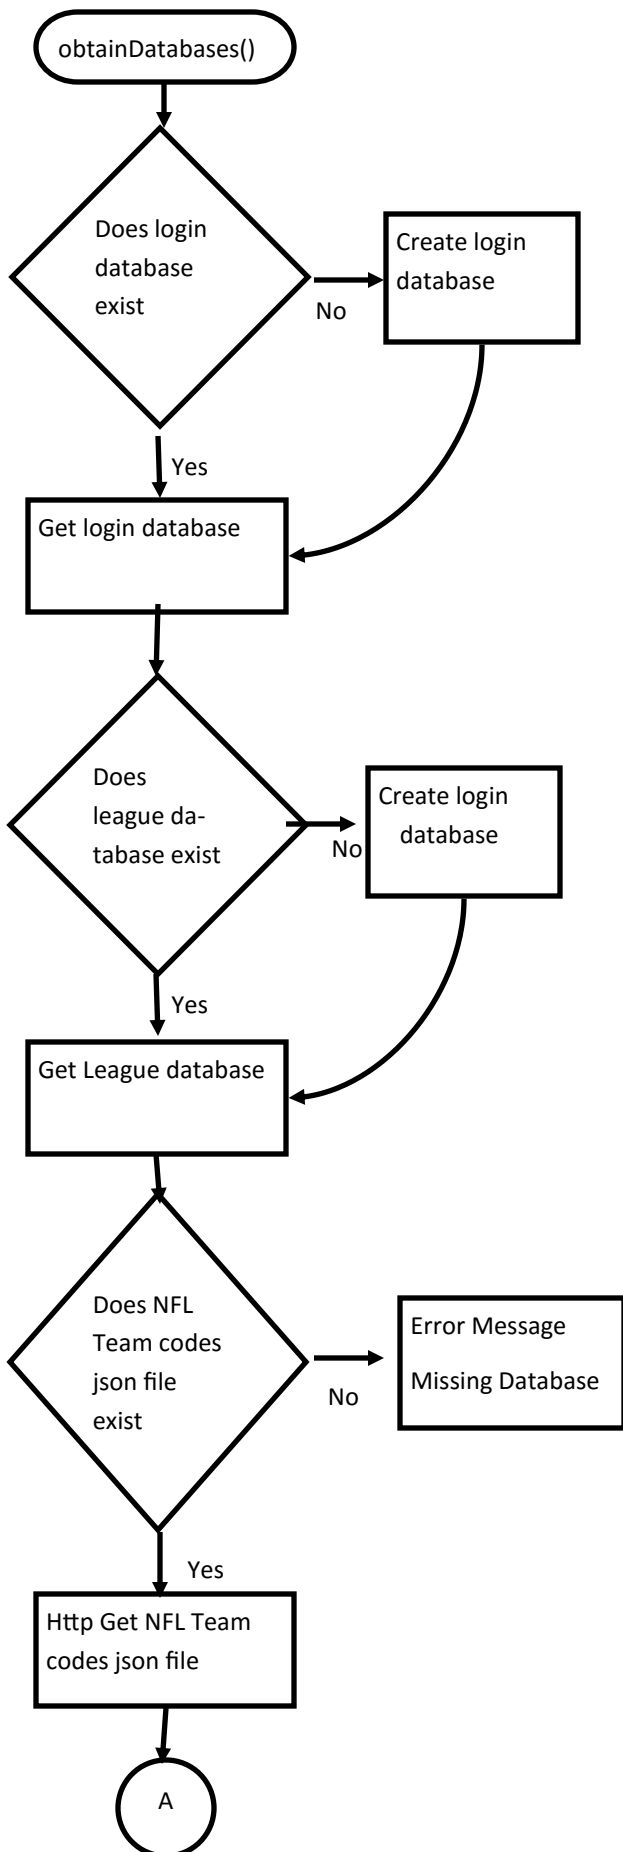 obtainDatabases()
Does login
database
exist
No
Create login
database
Yes
Get login database
Does
league da-
tabase exist
No
Create login
database
Yes
Get League database
Does NFL
Team codes
json file
exist
No
Error Message
Missing Database
Yes
Http Get NFL Team
codes json file
A